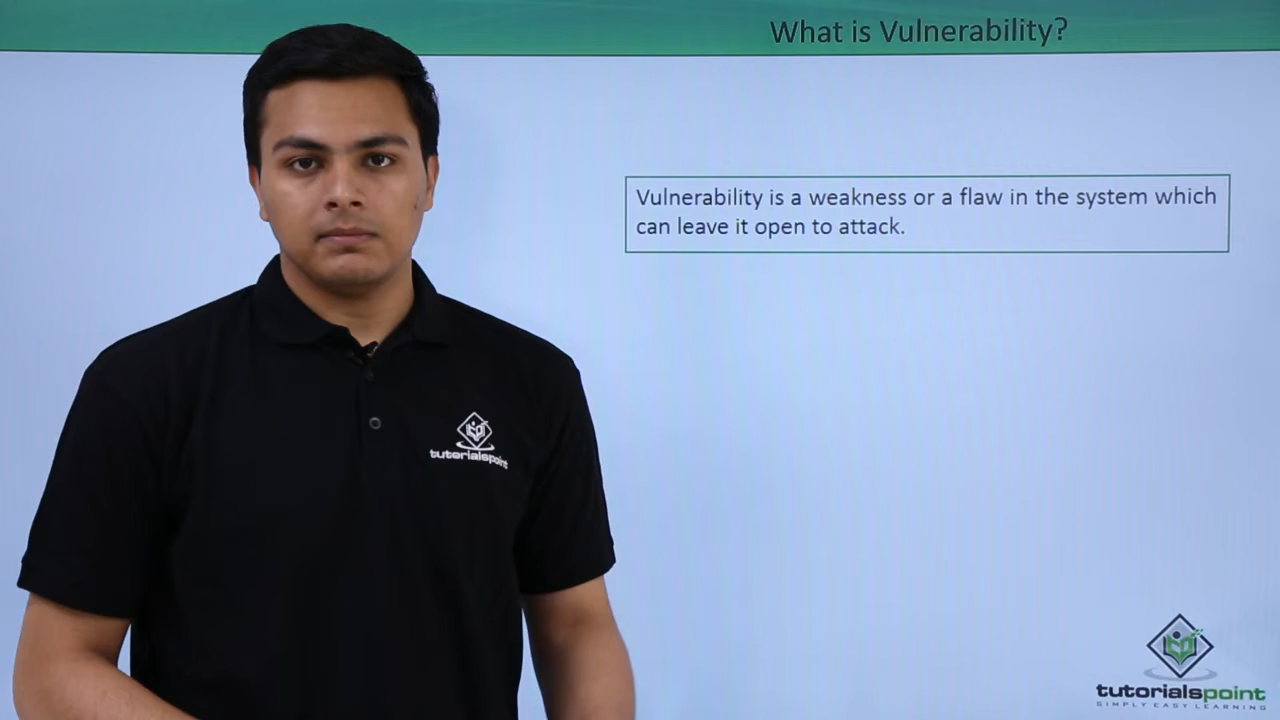 What is Vulnerability?
Vulnerability is a weakness or a flaw in the system which
can leave it open to attack.
tutorialspoint
tutorialspoint
SIMPLY EASY LEARNING